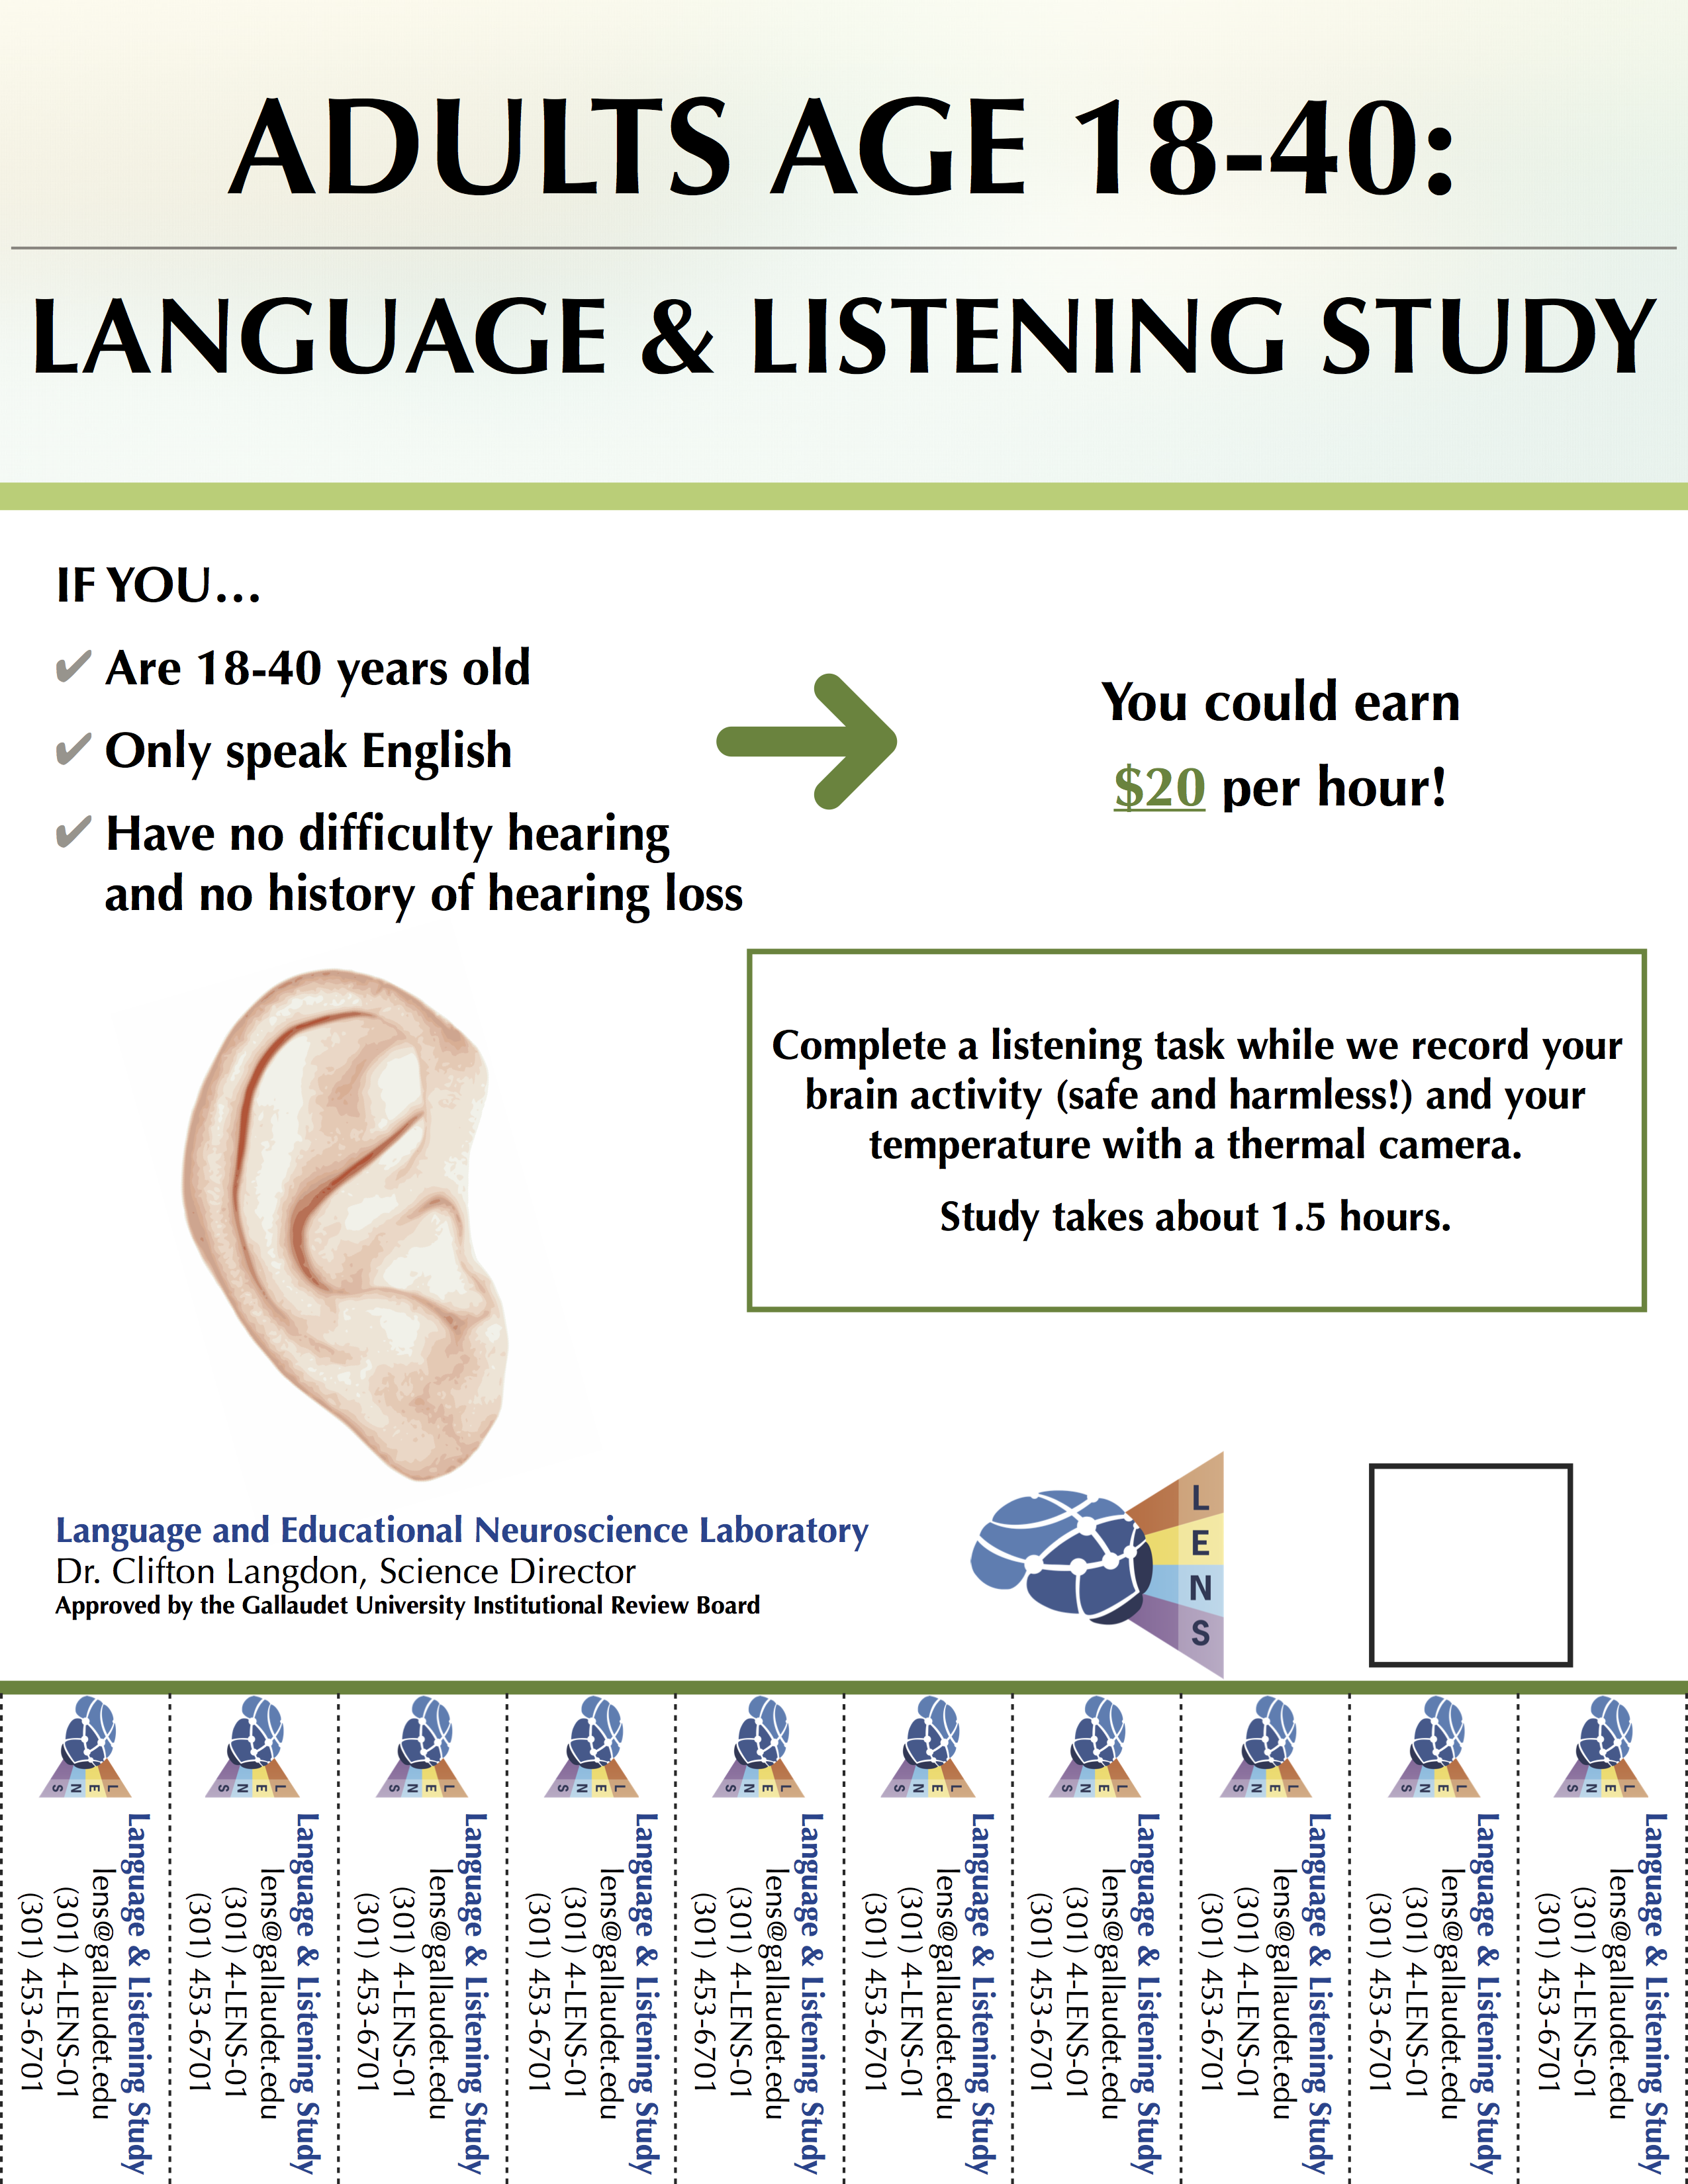 ADULTS AGE 18-40:
LANGUAGE & LISTENING STUDY
IF YOU...
✔ Are 18-40 years old
✔ Only speak English
✔ Have no difficulty hearing
and no history of hearing loss
You could earn
$20 per hour!
Complete a listening task while we record your
brain activity (safe and harmless!) and your
temperature with a thermal camera.
Study takes about 1.5 hours.
Language and Educational Neuroscience Laboratory
Dr. Clifton Langdon, Science Director
Approved by the Gallaudet University Institutional Review Board
L
E
N
S
LENS
Language & Listening Study
lens@gallaudet.edu
(301) 4-LENS-01
(301) 453-6701
LENS
Language & Listening Study
lens@gallaudet.edu
(301) 4-LENS-01
(301) 453-6701
LENS
Language & Listening Study
lens@gallaudet.edu
(301) 4-LENS-01
(301) 453-6701
LENS
Language & Listening Study
lens@gallaudet.edu
(301) 4-LENS-01
(301) 453-6701
LENS
Language & Listening Study
lens@gallaudet.edu
(301) 4-LENS-01
(301) 453-6701
LENS
Language & Listening Study
lens@gallaudet.edu
(301) 4-LENS-01
(301) 453-6701
LENS
Language & Listening Study
lens@gallaudet.edu
(301) 4-LENS-01
(301) 453-6701
LENS
Language & Listening Study
lens@gallaudet.edu
(301) 4-LENS-01
(301) 453-6701
LENS
Language & Listening Study
lens@gallaudet.edu
(301) 4-LENS-01
(301) 453-6701
LENS
Language & Listening Study
lens@gallaudet.edu
(301) 4-LENS-01
(301) 453-6701